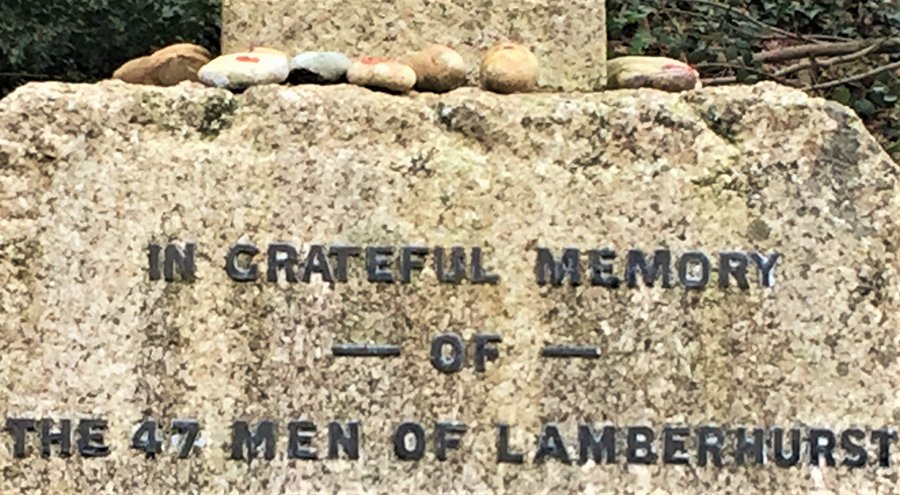 IN GRATEFUL MEMORY
— OF —
THE 47 MEN OF LAMBERHURST